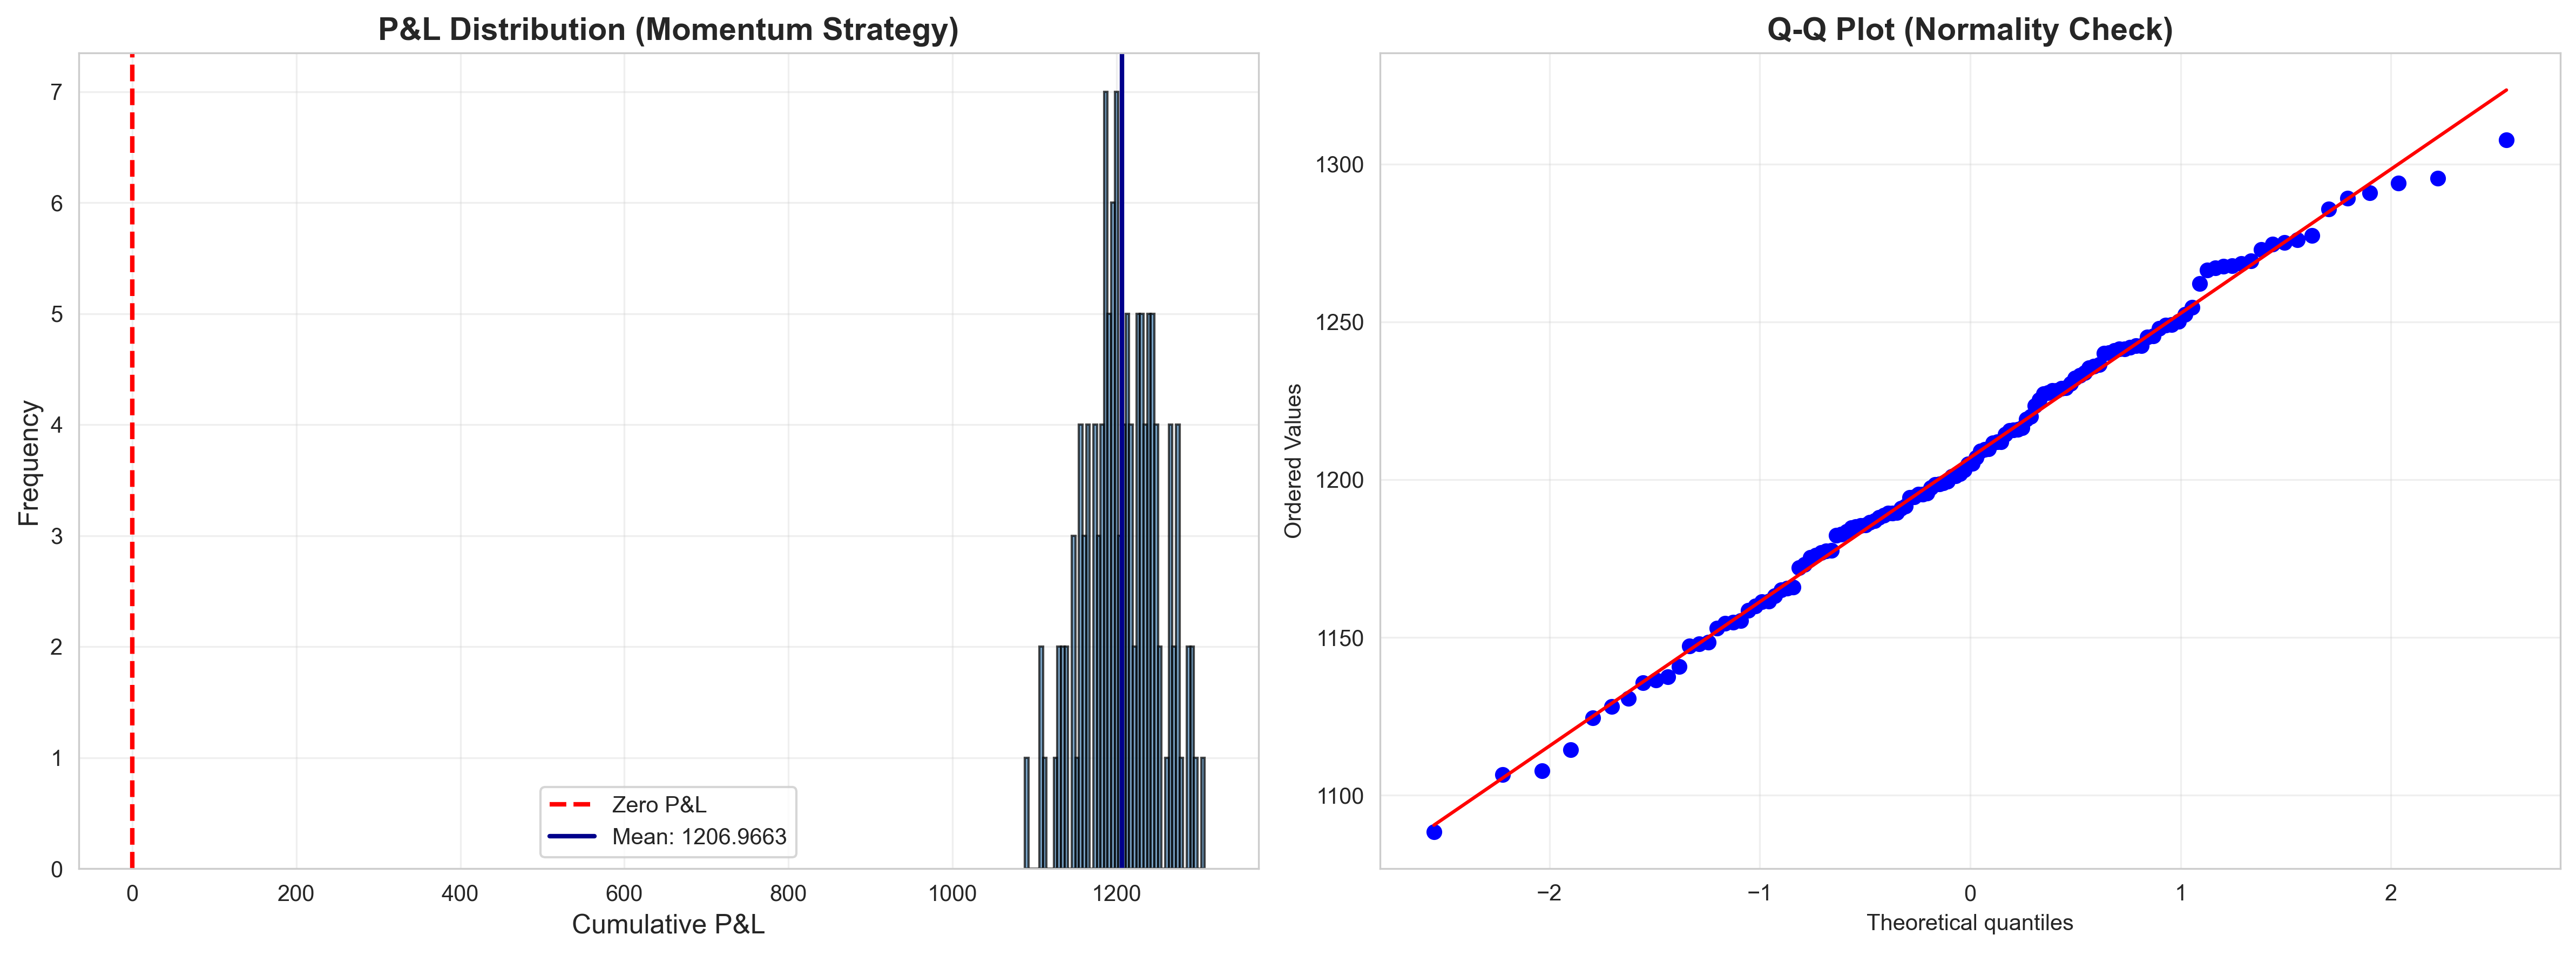 P&L Distribution (Momentum Strategy)
7
6
5
4
3
2
1
0
Frequency
Zero P&L
Mean: 1206.9663
0 200 400 600 800 1000 1200
Cumulative P&L
Q-Q Plot (Normality Check)
1300
1250
1200
1150
1100
Ordered Values
−2 −1 0 1 2
Theoretical quantiles